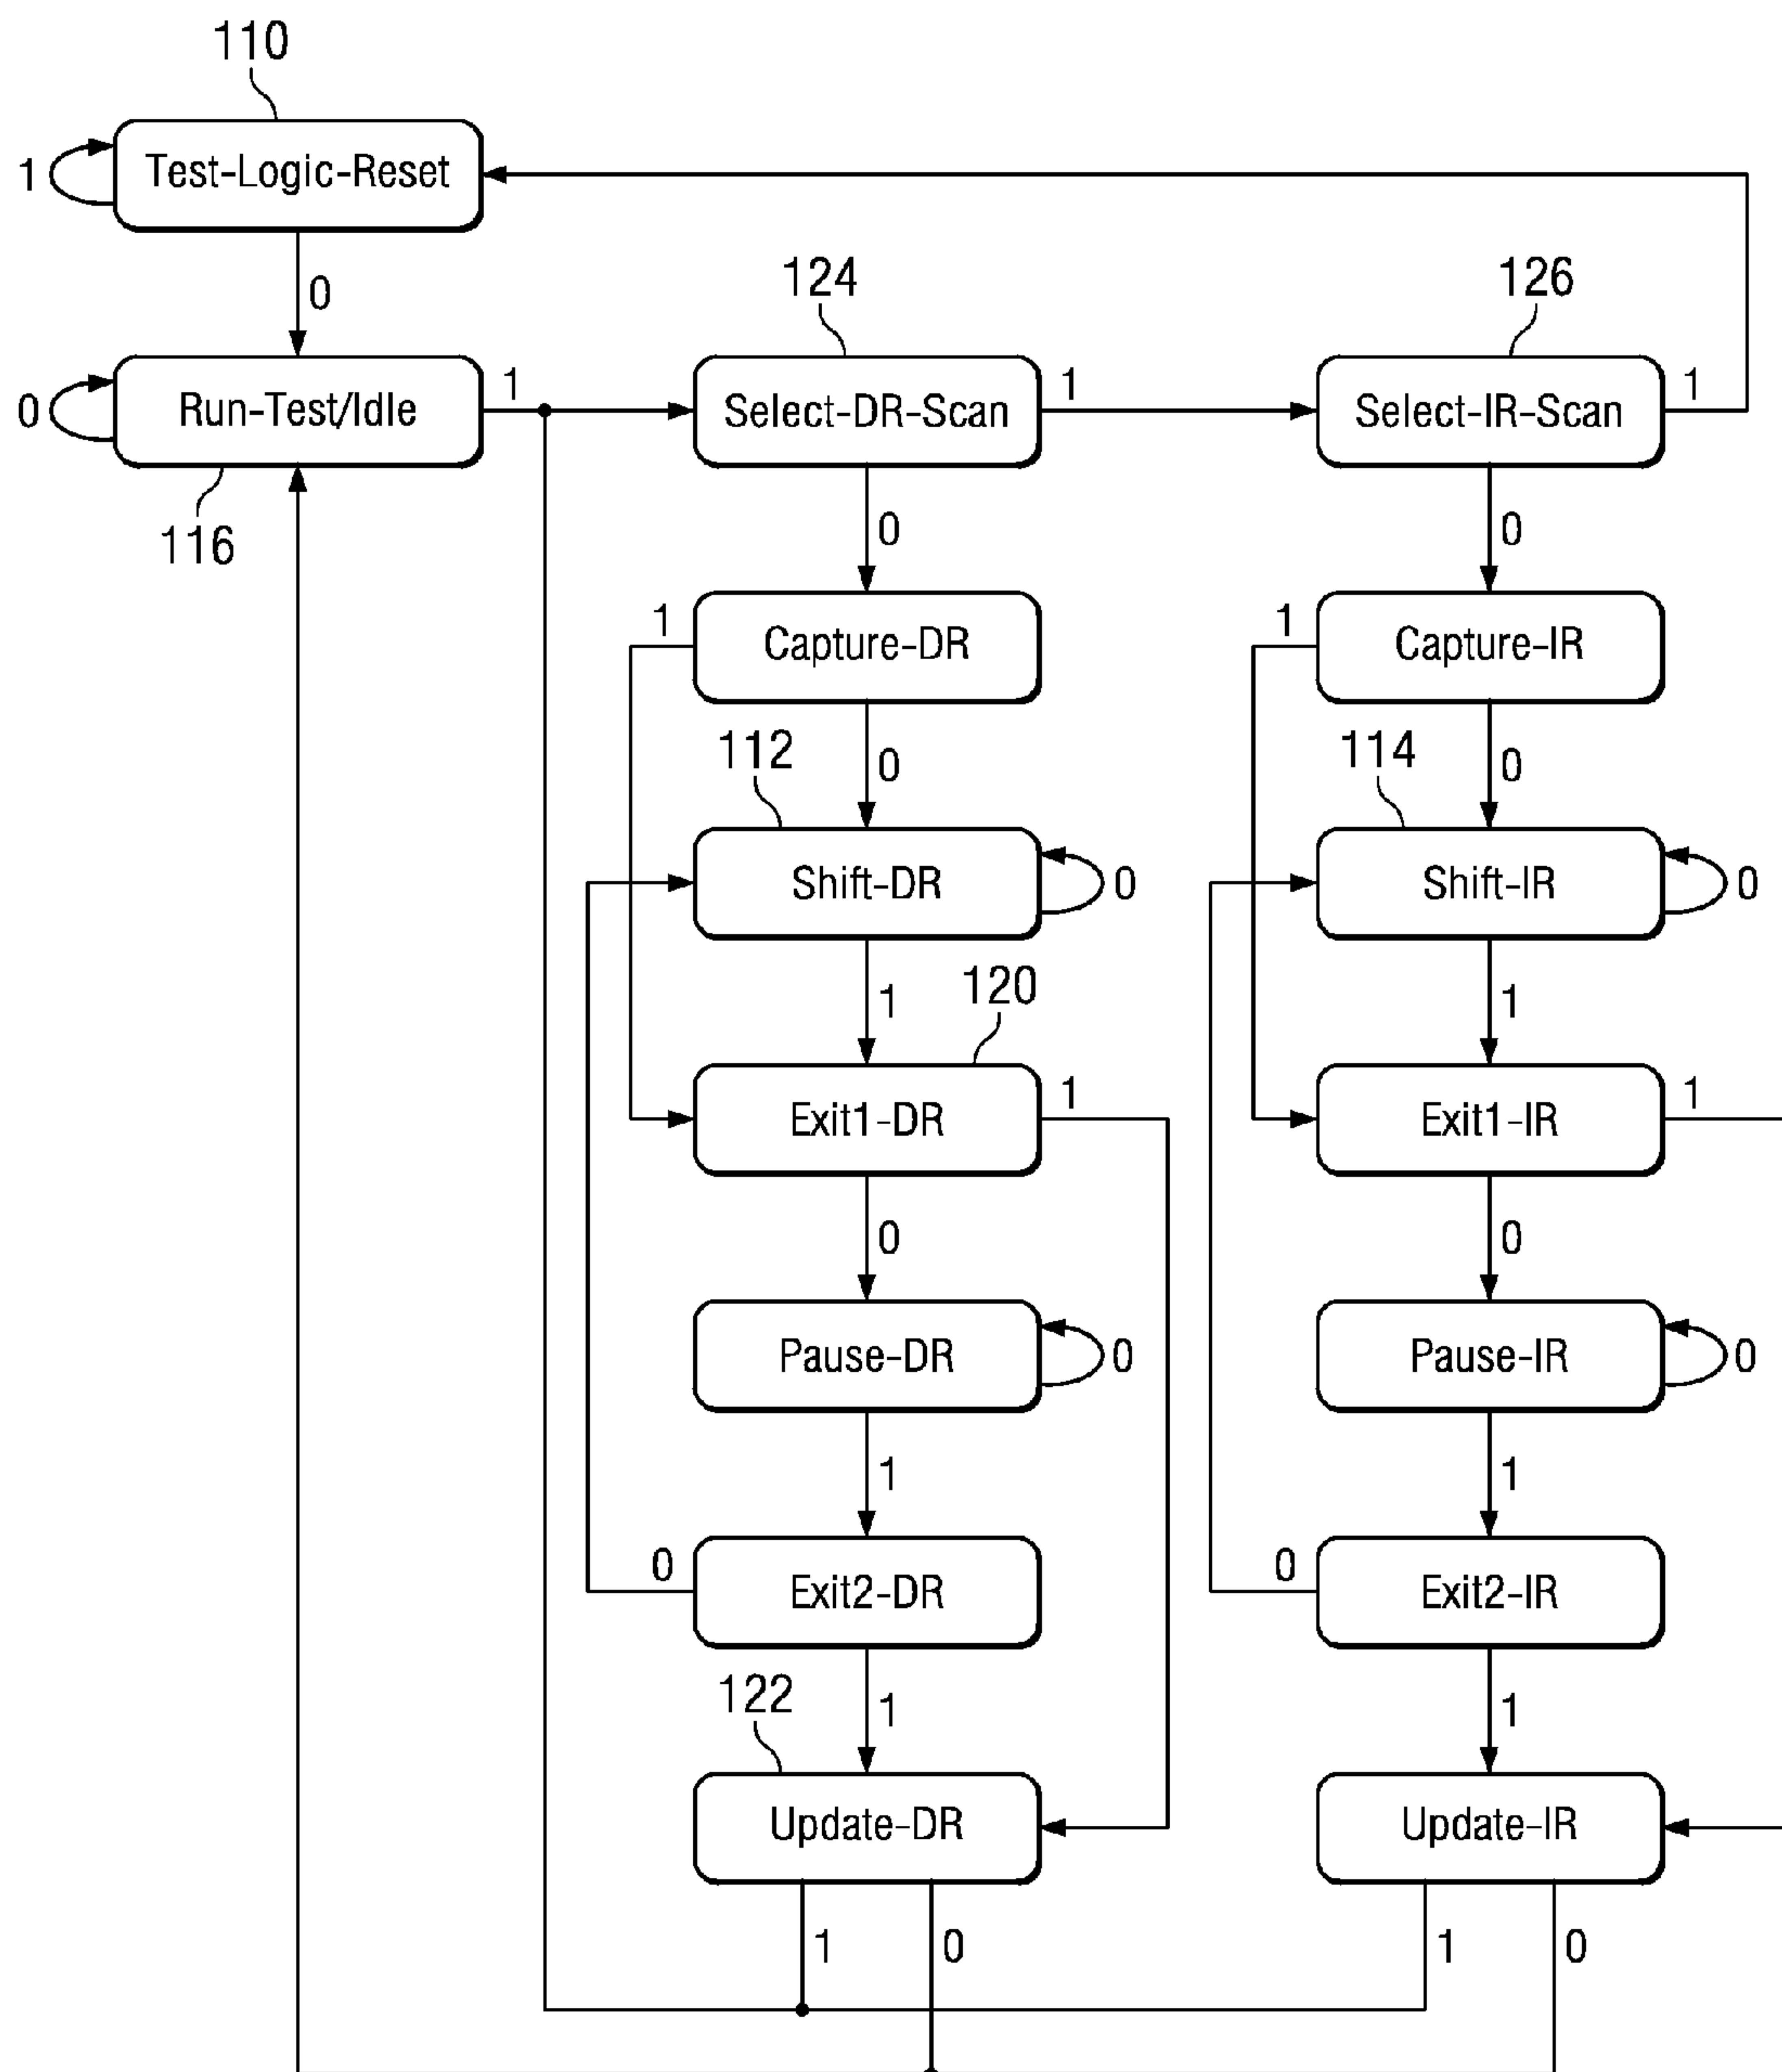 110
1 Test-Logic-Reset
0
124
126
0 Run-Test/Idle 1 Select-DR-Scan 1 Select-IR-Scan 1
116
0
0
1 Capture-DR
1 Capture-IR
112
0
114
0
Shift-DR 0
Shift-IR 0
1
120
1
Exit1-DR 1
Exit1-IR 1
0
0
Pause-DR 0
Pause-IR 0
1
1
0 Exit2-DR
0 Exit2-IR
122
1
1
Update-DR
Update-IR
1
0
1
0